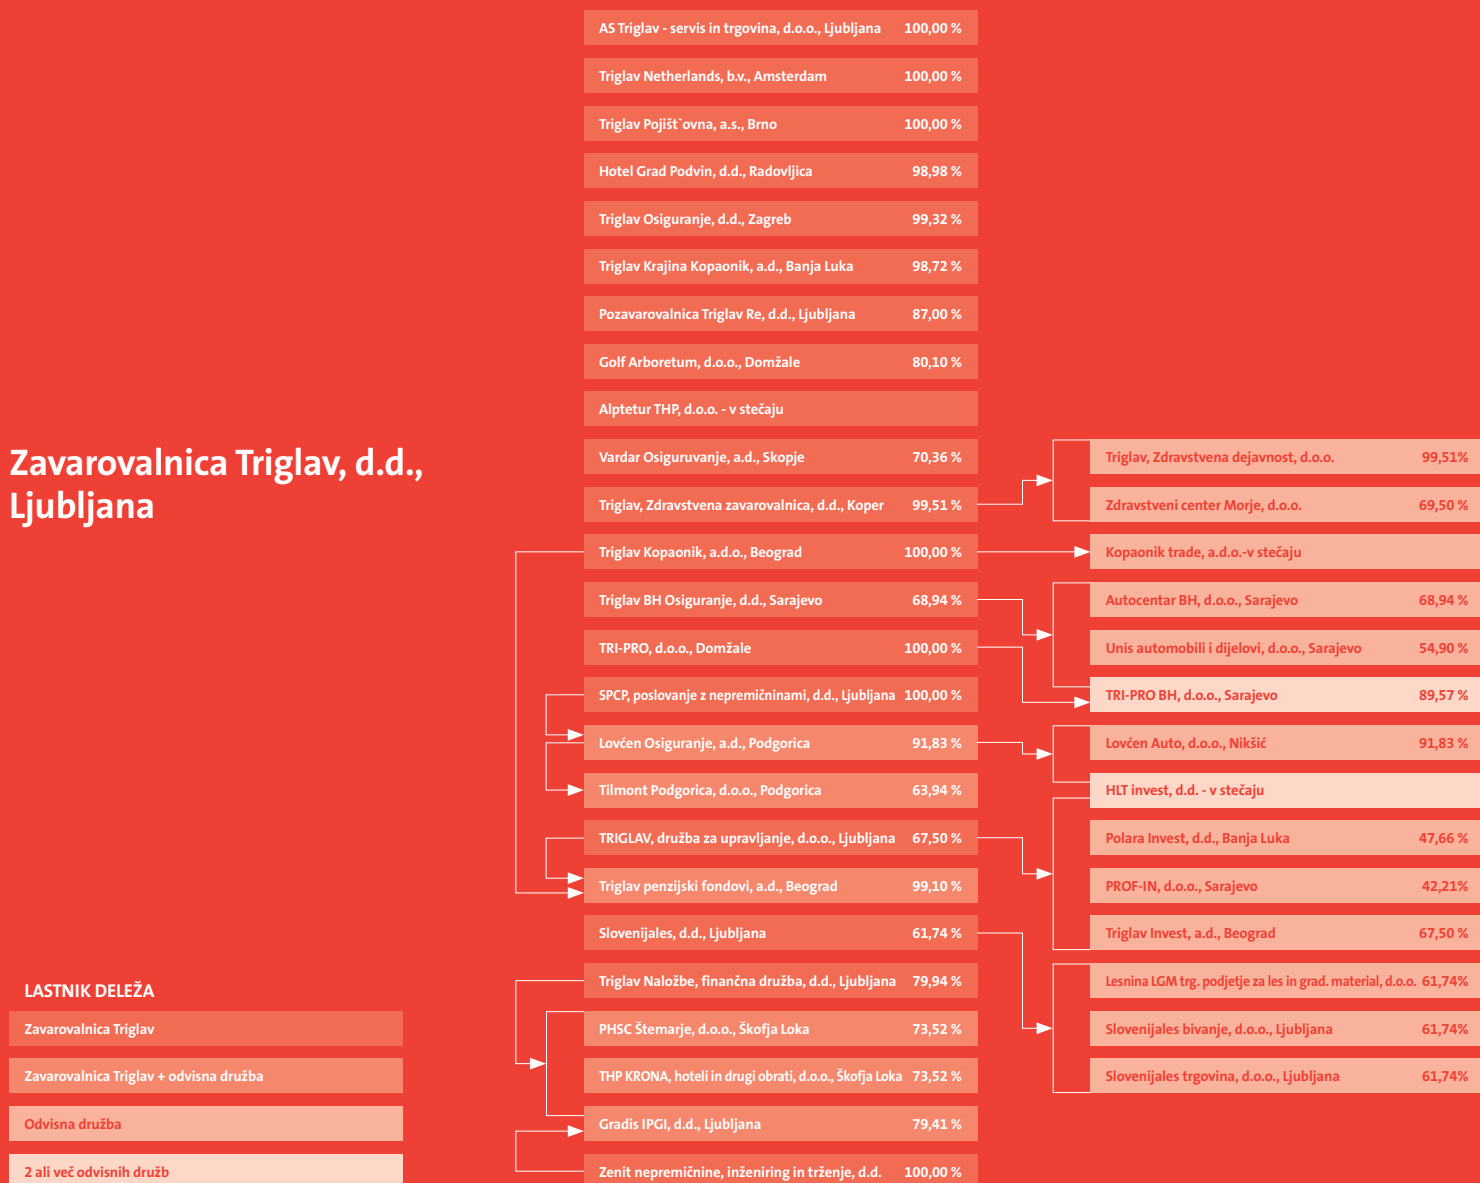 Zavarovalnica Triglav, d.d.,
Ljubljana
LASTNIK DELEŽA
Zavarovalnica Triglav
Zavarovalnica Triglav + odvisna družba
Odvisna družba
2 ali več odvisnih družb
AS Triglav - servis in trgovina, d.o.o., Ljubljana 100,00 %
Triglav Netherlands, b.v., Amsterdam 100,00 %
Triglav Pojišt`ovna, a.s., Brno 100,00 %
Hotel Grad Podvin, d.d., Radovljica 98,98 %
Triglav Osiguranje, d.d., Zagreb 99,32 %
Triglav Krajina Kopaonik, a.d., Banja Luka 98,72 %
Pozavarovalnica Triglav Re, d.d., Ljubljana 87,00 %
Golf Arboretum, d.o.o., Domžale 80,10 %
Alptetur THP, d.o.o. - v stečaju
Vardar Osiguruvanje, a.d., Skopje 70,36 %
Triglav, Zdravstvena zavarovalnica, d.d., Koper 99,51 %
Triglav Kopaonik, a.d.o., Beograd 100,00 %
Triglav BH Osiguranje, d.d., Sarajevo 68,94 %
TRI-PRO, d.o.o., Domžale 100,00 %
SPCP, poslovanje z nepremičninami, d.d., Ljubljana 100,00 %
Lovćen Osiguranje, a.d., Podgorica 91,83 %
Tilmont Podgorica, d.o.o., Podgorica 63,94 %
TRIGLAV, družba za upravljanje, d.o.o., Ljubljana 67,50 %
Triglav penzijski fondovi, a.d., Beograd 99,10 %
Slovenijales, d.d., Ljubljana 61,74 %
Triglav Naložbe, finančna družba, d.d., Ljubljana 79,94 %
PHSC Štemarje, d.o.o., Škofja Loka 73,52 %
THP KRONA, hoteli in drugi obrati, d.o.o., Škofja Loka 73,52 %
Gradis IPGI, d.d., Ljubljana 79,41 %
Zenit nepremičnine, inženiring in trženje, d.d. 100,00 %
Triglav, Zdravstvena dejavnost, d.o.o. 99,51%
Zdravstveni center Morje, d.o.o. 69,50 %
Kopaonik trade, a.d.o.-v stečaju
Autocentar BH, d.o.o., Sarajevo 68,94 %
Unis automobili i dijelovi, d.o.o., Sarajevo 54,90 %
TRI-PRO BH, d.o.o., Sarajevo 89,57 %
Lovćen Auto, d.o.o., Nikšić 91,83 %
HLT invest, d.d. - v stečaju
Polara Invest, d.d., Banja Luka 47,66 %
PROF-IN, d.o.o., Sarajevo 42,21%
Triglav Invest, a.d., Beograd 67,50 %
Lesnina LGM trg. podjetje za les in grad. material, d.o.o. 61,74%
Slovenijales bivanje, d.o.o., Ljubljana 61,74%
Slovenijales trgovina, d.o.o., Ljubljana 61,74%